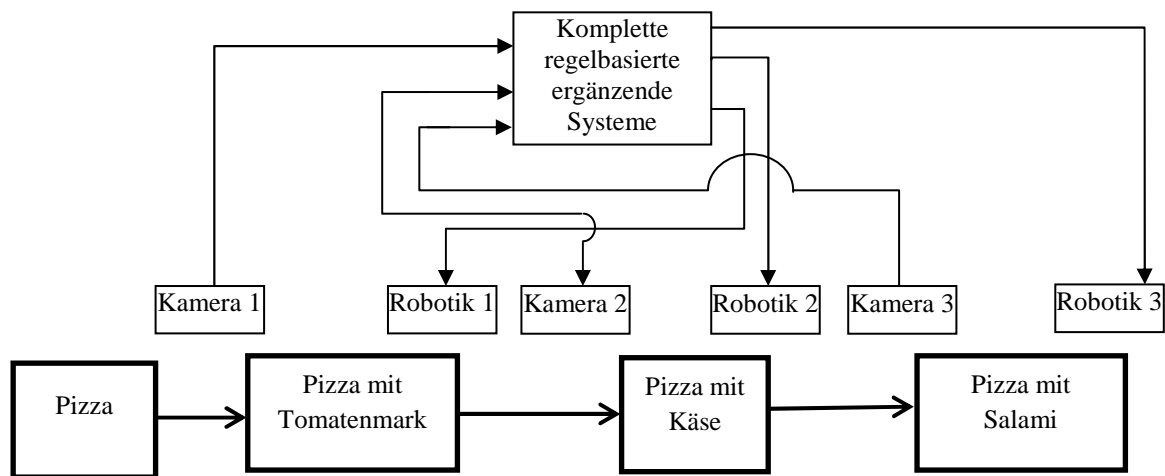 Komplette
regelbasierte
ergänzende
Systeme
Kamera 1
Robotik 1
Kamera 2
Robotik 2
Kamera 3
Robotik 3
Pizza
Pizza mit
Tomatenmark
Pizza mit
Käse
Pizza mit
Salami